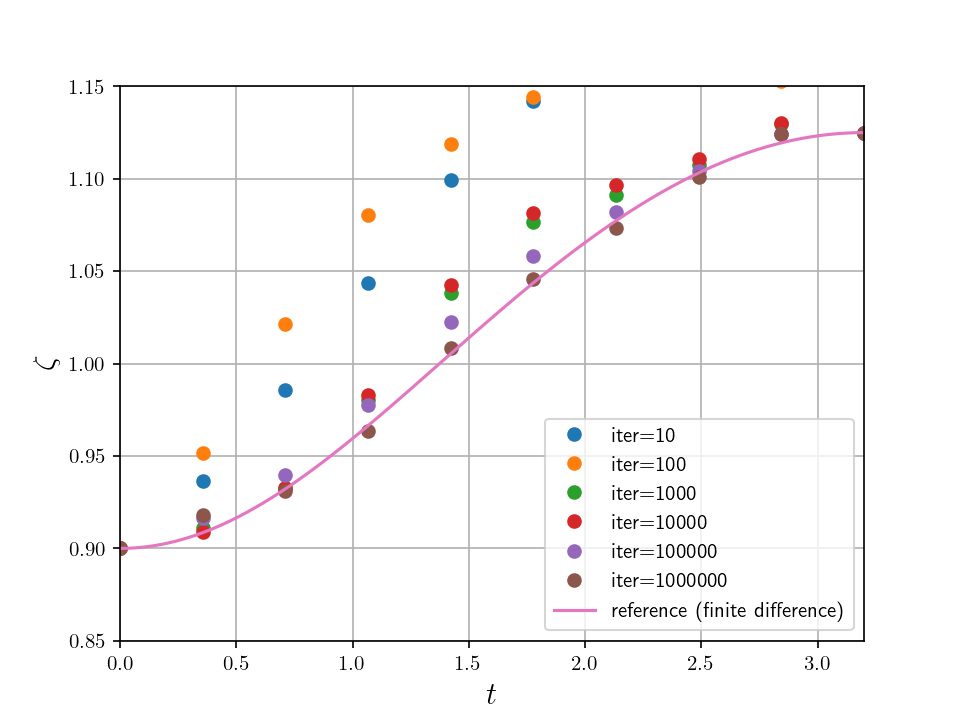 1.15
1.10
1.05
1.00
0.95
0.90
0.85
ζ
0.0 0.5 1.0 1.5 2.0 2.5 3.0
t
iter=10
iter=100
iter=1000
iter=10000
iter=100000
iter=1000000
reference (finite difference)